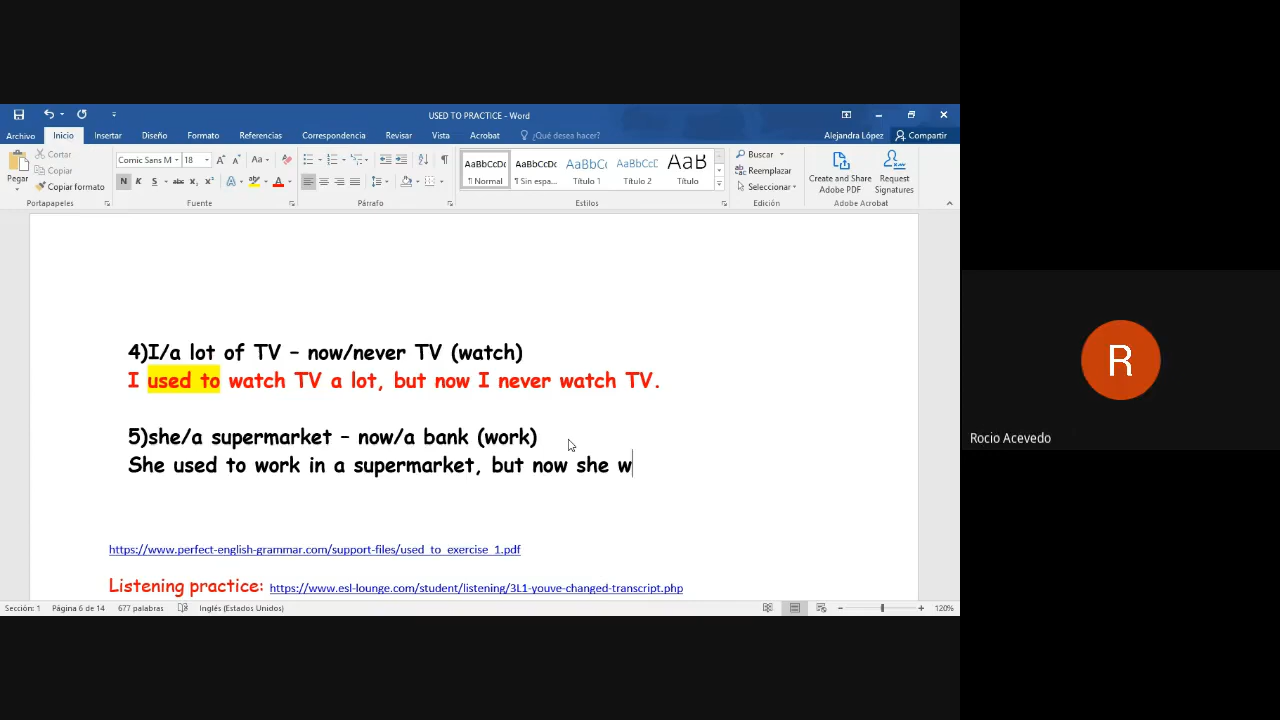 USED TO PRACTICE - Word
Archivo Inicio Insertar Diseño Formato Referencias Correspondencia Revisar Vista Acrobat ¿Qué desea hacer? Alejandra López Compartir
Pegar
Cortar
Copiar
Copiar formato
Portapapeles
Comic Sans M 18
N K S abc x₂ x²
Fuente
Párrafo
AaBbCcDc AaBbCcDc AaBbCc AaBbCcC AaB
¶ Normal ¶ Sin espa... Título 1 Título 2 Título
Estilos
Buscar
Reemplazar
Seleccionar
Edición
Create and Share Adobe PDF
Request Signatures
Adobe Acrobat
4)I/a lot of TV – now/never TV (watch)
I used to watch TV a lot, but now I never watch TV.
5)she/a supermarket – now/a bank (work)
She used to work in a supermarket, but now she w
https://www.perfect-english-grammar.com/support-files/used_to_exercise_1.pdf
Listening practice: https://www.esl-lounge.com/student/listening/3L1-youve-changed-transcript.php
Sección: 1 Página 6 de 14 677 palabras Inglés (Estados Unidos) 120%
R
Rocio Acevedo